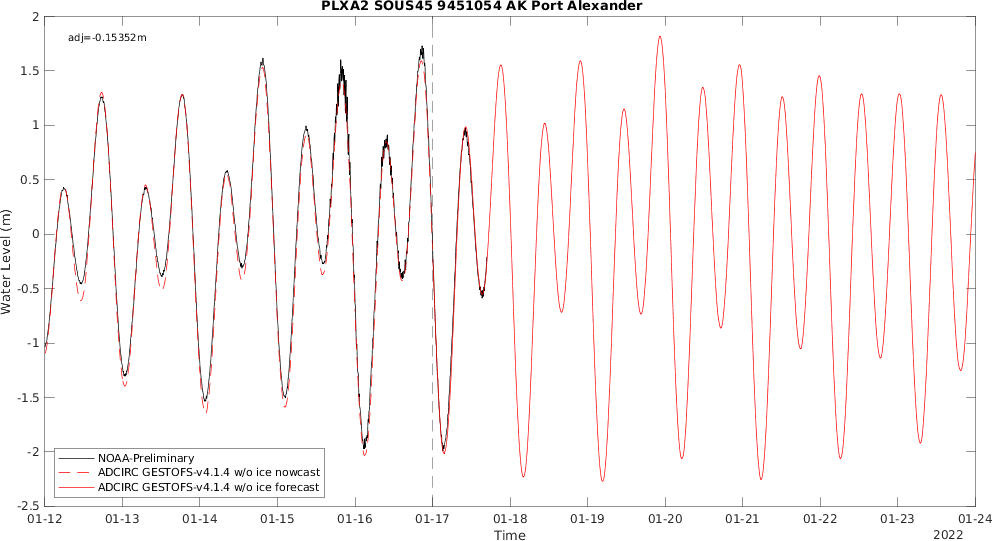 PLXA2 SOUS45 9451054 AK Port Alexander
adj=-0.15352m
2
1.5
1
0.5
0
-0.5
-1
-1.5
-2
-2.5
Water Level (m)
NOAA-Preliminary
ADCIRC GESTOFS-v4.1.4 w/o ice nowcast
ADCIRC GESTOFS-v4.1.4 w/o ice forecast
01-12 01-13 01-14 01-15 01-16 01-17 01-18 01-19 01-20 01-21 01-22 01-23 01-24
Time
2022